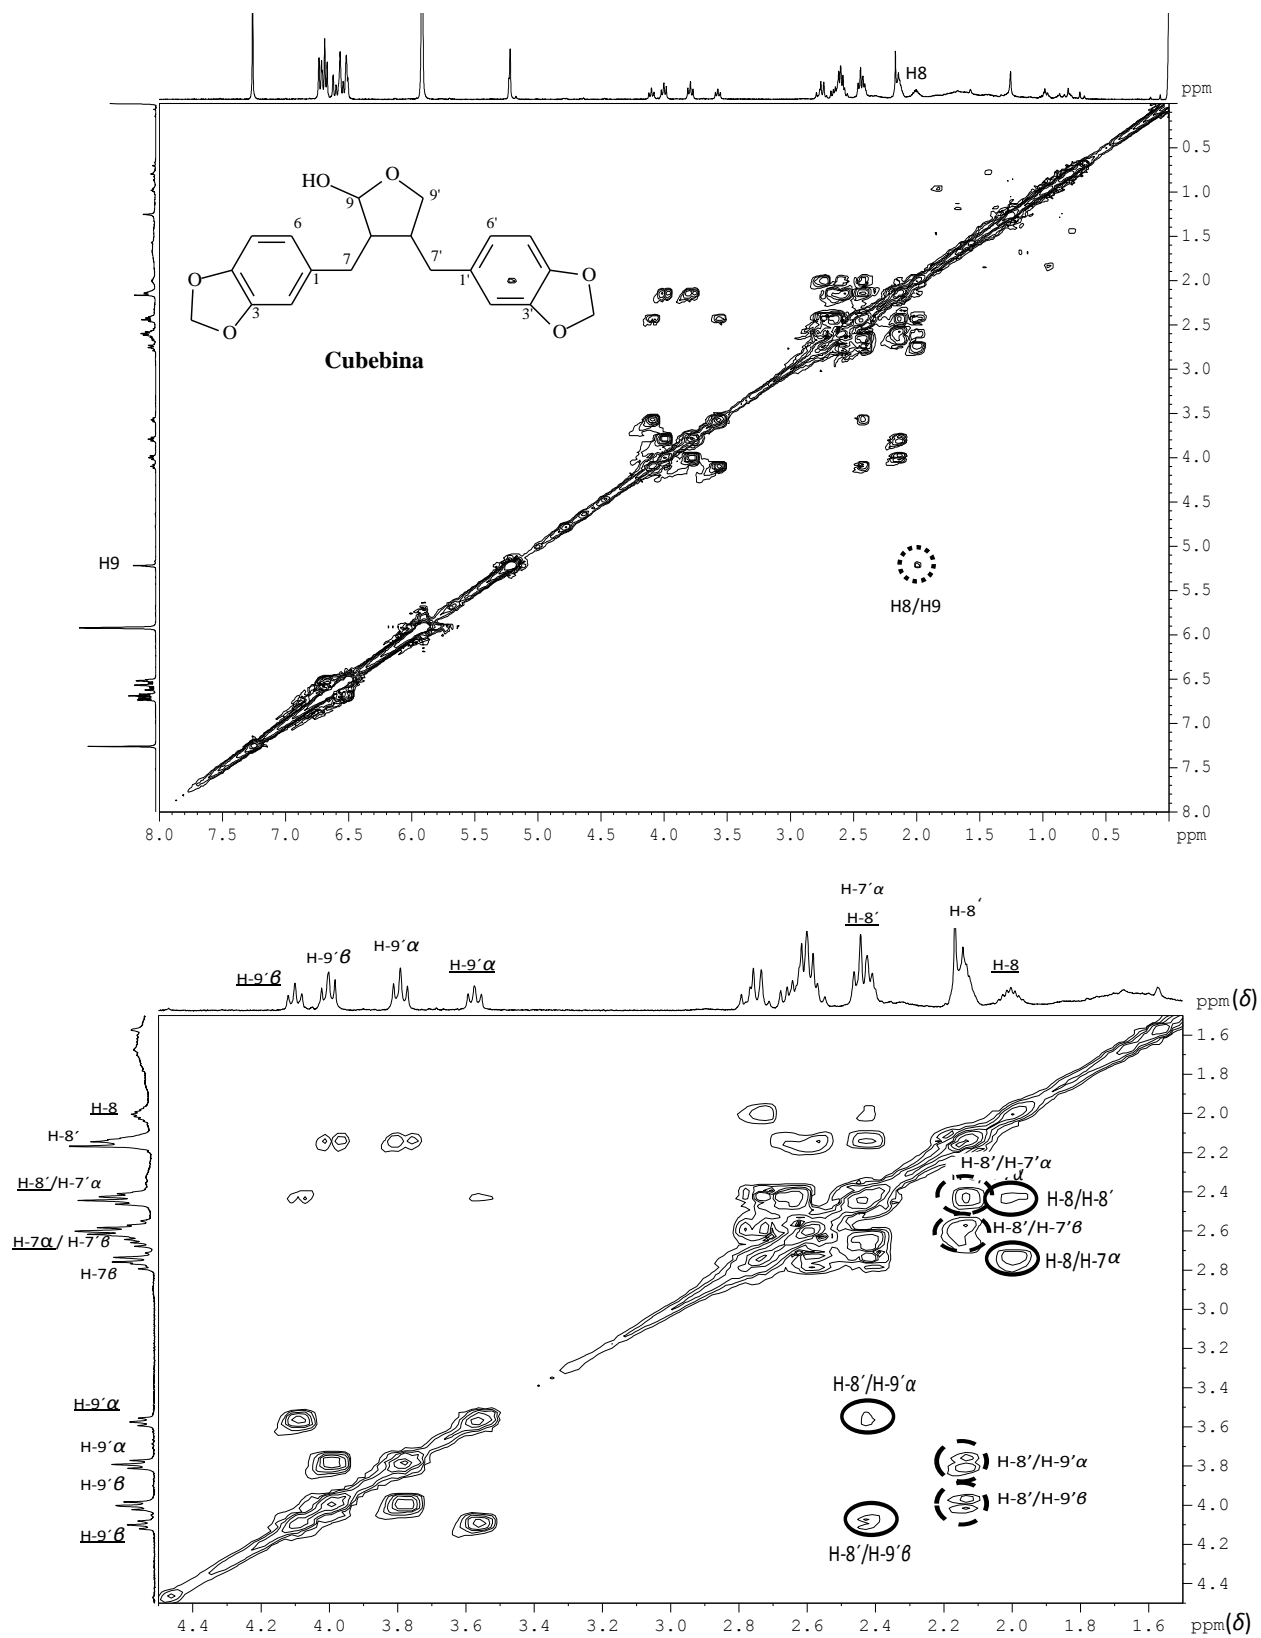 H8
ppm
0.5
1.0
1.5
2.0
2.5
3.0
3.5
4.0
4.5
5.0
5.5
6.0
6.5
7.0
7.5
8.0
HO
O
9
9'
6
6'
7
7'
1
1'
O
O
3
3'
O
O
Cubebina
H9
H8/H9
8.0 7.5 7.0 6.5 6.0 5.5 5.0 4.5 4.0 3.5 3.0 2.5 2.0 1.5 1.0 0.5 ppm
H-7´α
H-9´β H-9´β H-9´α H-9´α H-8´ H-8´ H-8
ppm(δ)
1.6
1.8
2.0
2.2
2.4
2.6
2.8
3.0
3.2
3.4
3.6
3.8
4.0
4.2
4.4
H-8
H-8´
H-8´/H-7´α
H-7α/ H-7´β
H-7β
H-9´α
H-9´α
H-9´β
H-9´β
H-8’/H-7’α
α
H-8/H-8´
H-8’/H-7’β
H-8/H-7α
H-8´/H-9´α
H-8’/H-9’α
H-8’/H-9’β
H-8´/H-9´β
4.4 4.2 4.0 3.8 3.6 3.4 3.2 3.0 2.8 2.6 2.4 2.2 2.0 1.8 1.6 ppm(δ)